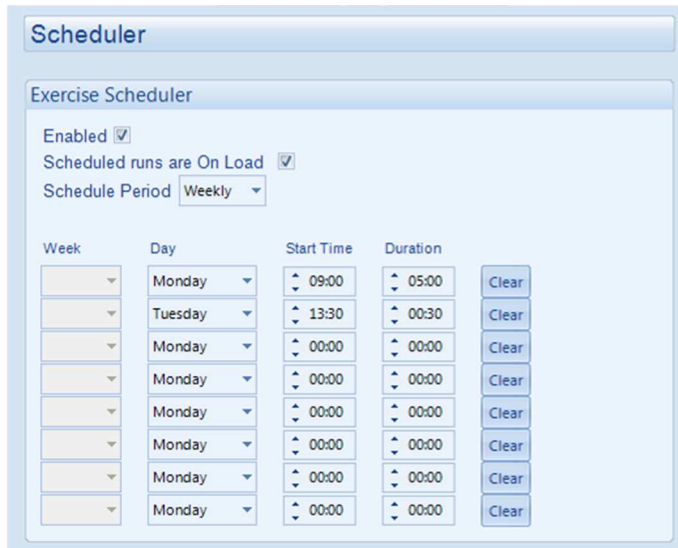 Scheduler
Exercise Scheduler
Enabled
Scheduled runs are On Load
Schedule Period Weekly
Week Day Start Time Duration
Monday 09:00 05:00 Clear
Tuesday 13:30 00:30 Clear
Monday 00:00 00:00 Clear
Monday 00:00 00:00 Clear
Monday 00:00 00:00 Clear
Monday 00:00 00:00 Clear
Monday 00:00 00:00 Clear
Monday 00:00 00:00 Clear